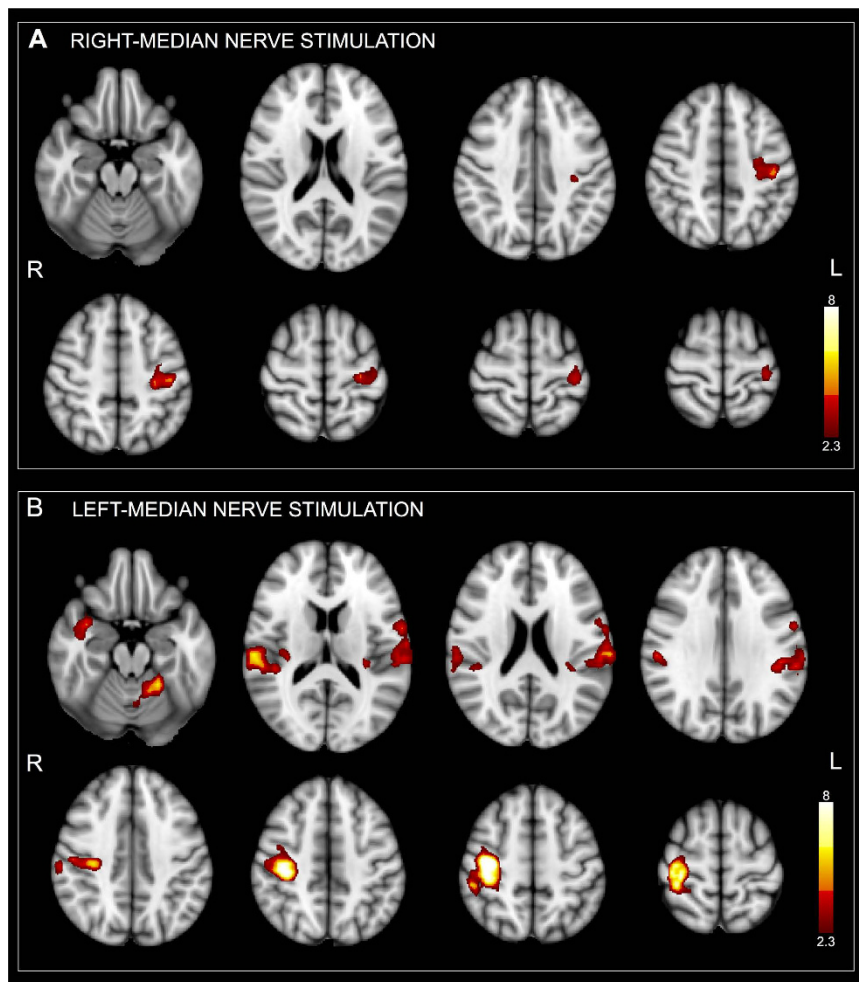 A RIGHT-MEDIAN NERVE STIMULATION
R L
8
2.3
B LEFT-MEDIAN NERVE STIMULATION
R L
8
2.3